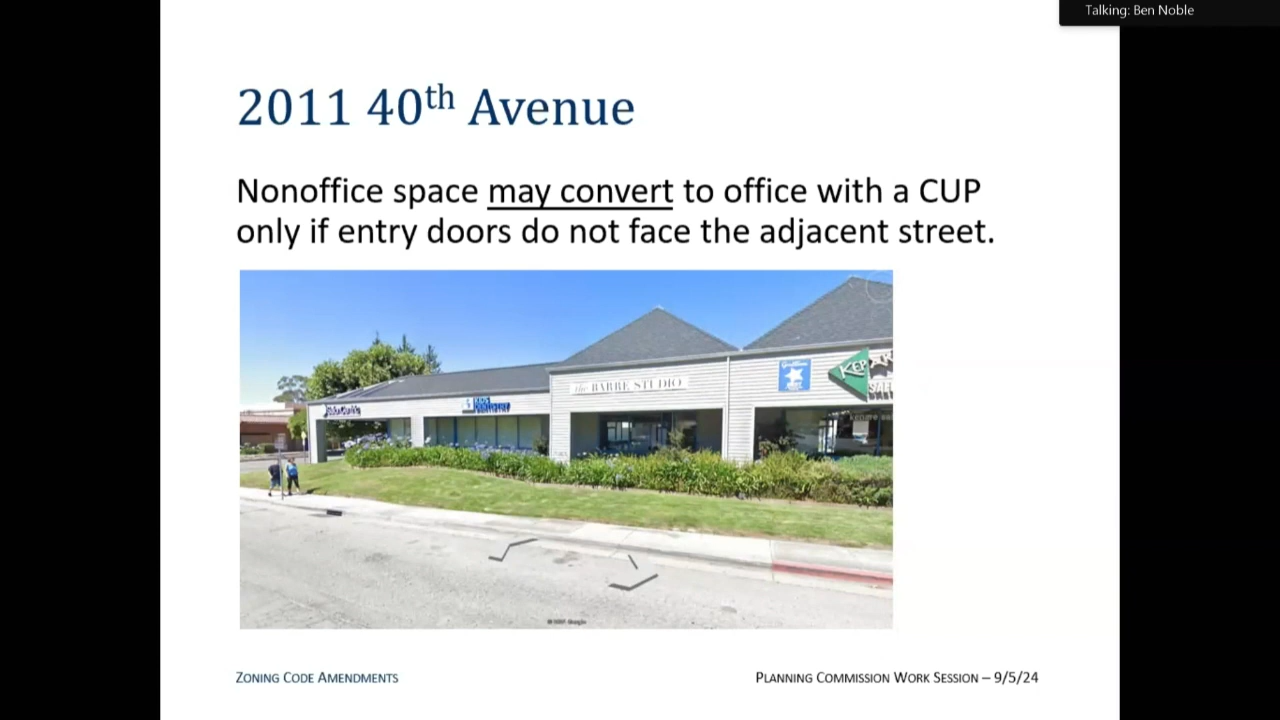 Talking: Ben Noble
2011 40th Avenue
Nonoffice space may convert to office with a CUP
only if entry doors do not face the adjacent street.
the BARRE STUDIO
KEP
ZONING CODE AMENDMENTS
PLANNING COMMISSION WORK SESSION – 9/5/24